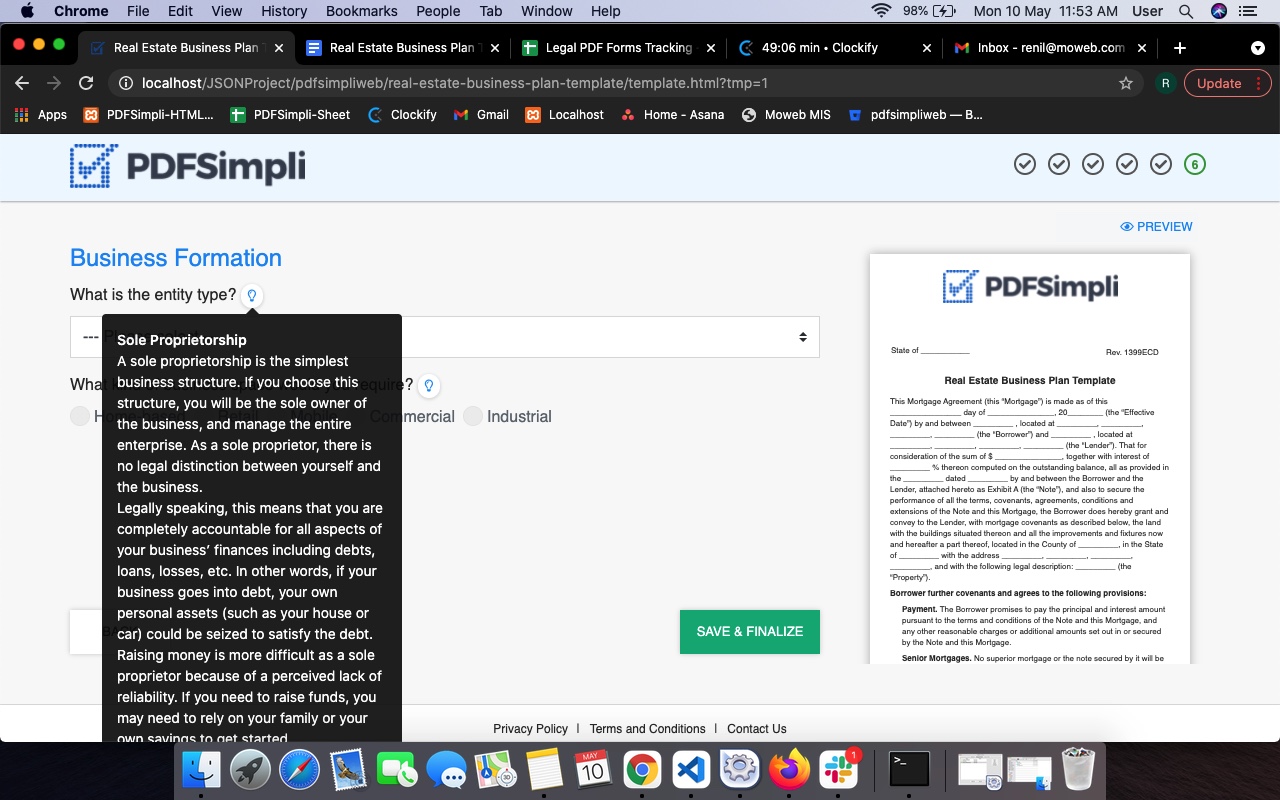 Chrome File Edit View History Bookmarks People Tab Window Help 98% Mon 10 May 11:53 AM User
Real Estate Business Plan Real Estate Business Plan Legal PDF Forms Tracking 49:06 min • Clockify Inbox - renil@moweb.com
localhost/JSONProject/pdfsimpliweb/real-estate-business-plan-template/template.html?tmp=1 R Update
Apps PDFSimpli-HTML... PDFSimpli-Sheet Clockify Gmail Localhost Home - Asana Moweb MIS pdfsimpliweb — B...
PDFSimpli 6
PREVIEW
Business Formation
What is the entity type?
---
Sole Proprietorship
A sole proprietorship is the simplest
business structure. If you choose this
structure, you will be the sole owner of
the business, and manage the entire
enterprise. As a sole proprietor, there is
no legal distinction between yourself and
the business.
Legally speaking, this means that you are
completely accountable for all aspects of
your business’ finances including debts,
loans, losses, etc. In other words, if your
business goes into debt, your own
personal assets (such as your house or
car) could be seized to satisfy the debt.
Raising money is more difficult as a sole
proprietor because of a perceived lack of
reliability. If you need to raise funds, you
may need to rely on your family or your
own savings to get started.
What require?
Home-based Retail Mobile Commercial Industrial
BACK
SAVE & FINALIZE
PDFSimpli
State of ___________ Rev. 1399ECD
Real Estate Business Plan Template
This Mortgage Agreement (this “Mortgage”) is made as of this
________________ day of _______________, 20________ (the “Effective
Date”) by and between _________ , located at _________, _________,
_________, _________ (the “Borrower”) and _________ , located at
_________, _________, _________, _________ (the “Lender”). That for
consideration of the sum of $ _______________, together with interest of
_________ % thereon computed on the outstanding balance, all as provided in
the _________ dated _________ by and between the Borrower and the
Lender, attached hereto as Exhibit A (the “Note”), and also to secure the
performance of all the terms, covenants, agreements, conditions and
extensions of the Note and this Mortgage, the Borrower does hereby grant and
convey to the Lender, with mortgage covenants as described below, the land
with the buildings situated thereon and all the improvements and fixtures now
and hereafter a part thereof, located in the County of _________, in the State
of _________ with the address _________, _________, _________,
_________, and with the following legal description: _________ (the
“Property”).
Borrower further covenants and agrees to the following provisions:
Payment. The Borrower promises to pay the principal and interest amount
pursuant to the terms and conditions of the Note and this Mortgage, and
any other reasonable charges or additional amounts set out in or secured
by the Note and this Mortgage.
Senior Mortgages. No superior mortgage or the note secured by it will be
Privacy Policy | Terms and Conditions | Contact Us
MAY
10
1